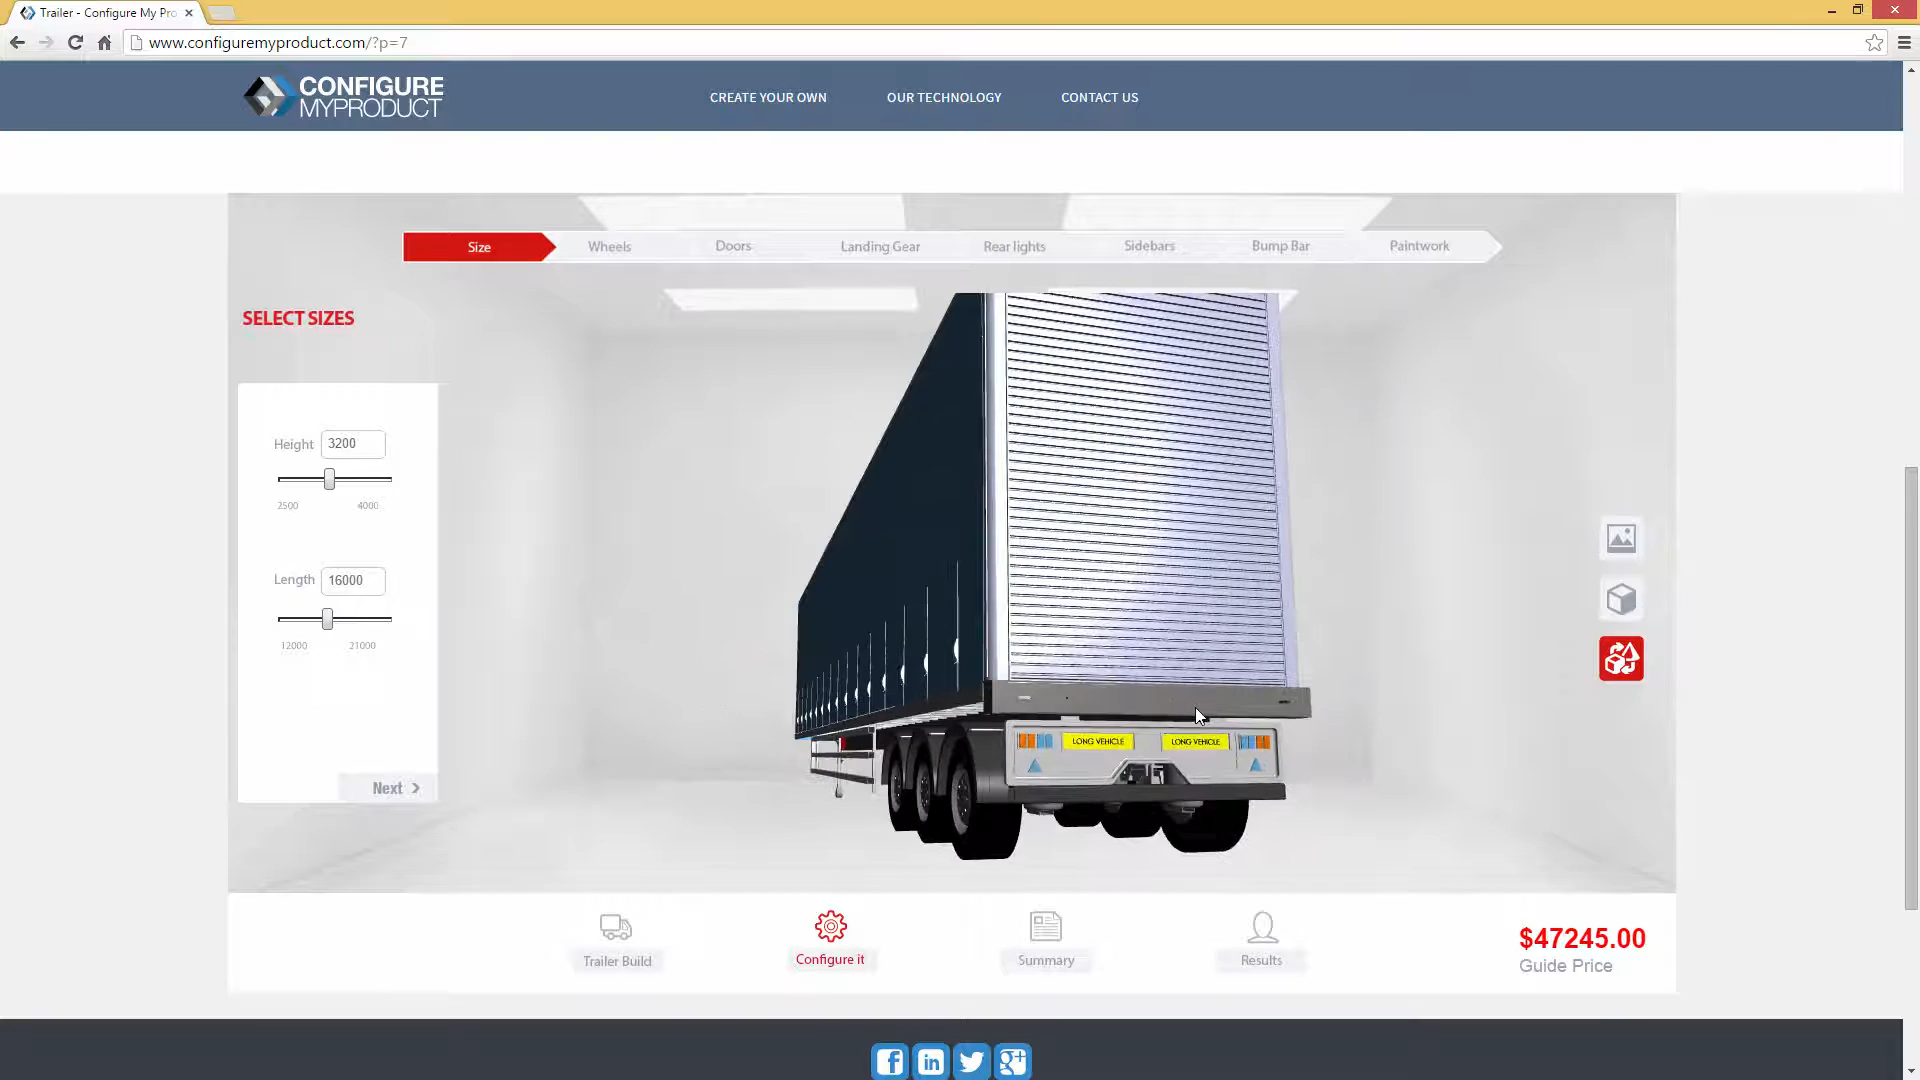 Trailer - Configure My Pro
www.configuremyproduct.com/?p=7
CONFIGURE
MYPRODUCT
CREATE YOUR OWN
OUR TECHNOLOGY
CONTACT US
Size
Wheels
Doors
Landing Gear
Rear lights
Sidebars
Bump Bar
Paintwork
SELECT SIZES
Height 3200
2500 4000
Length 16000
12000 21000
Next
LONG VEHICLE
LONG VEHICLE
Trailer Build
Configure it
Summary
Results
$47245.00
Guide Price